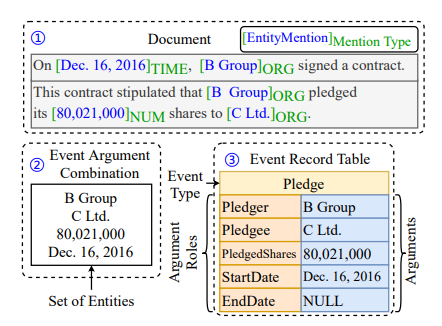 ① Document
[EntityMention]Mention Type
On [Dec. 16, 2016]TIME, [B Group]ORG signed a contract.
This contract stipulated that [B Group]ORG pledged
its [80,021,000]NUM shares to [C Ltd.]ORG.
② Event Argument
Combination
B Group
C Ltd.
80,021,000
Dec. 16, 2016
Set of Entities
③ Event Record Table
Event
Type
Pledge
Pledger B Group
Pledgee C Ltd.
PledgedShares 80,021,000
StartDate Dec. 16, 2016
EndDate NULL
Argument
Roles
Arguments